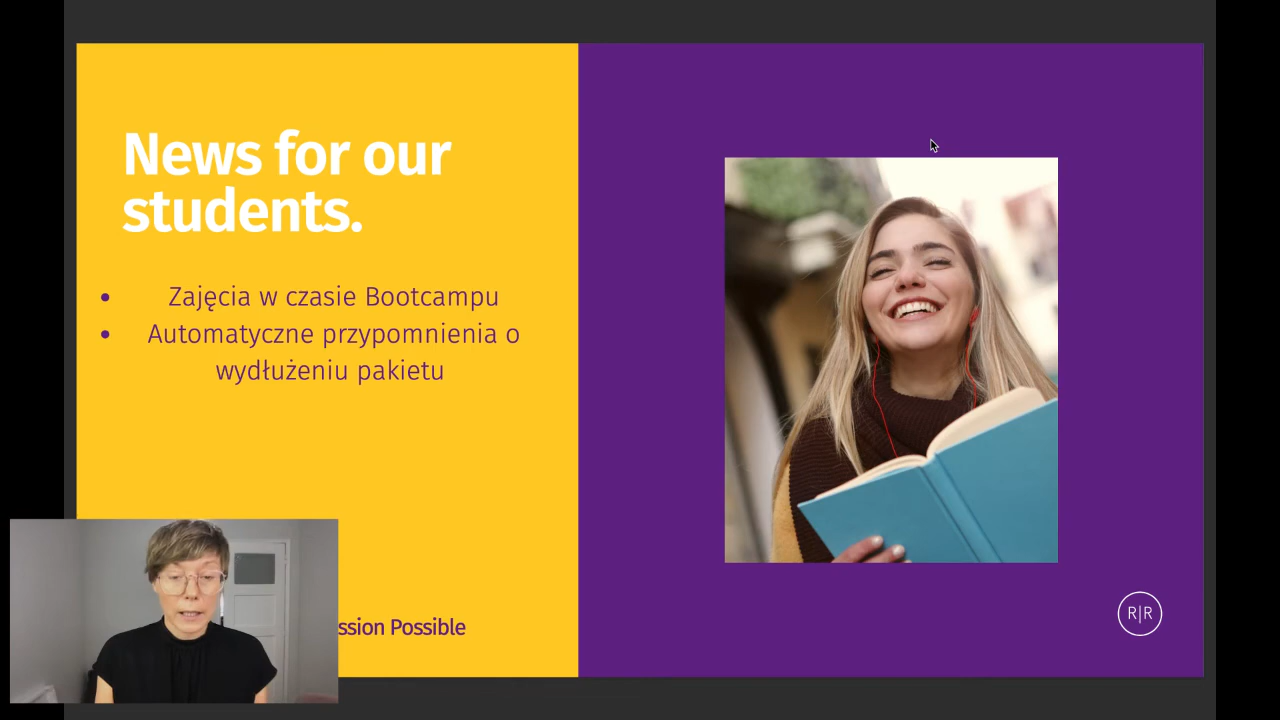 News for our
students.
• Zajęcia w czasie Bootcampu
• Automatyczne przypomnienia o
wydłużeniu pakietu
ssion Possible
R|R